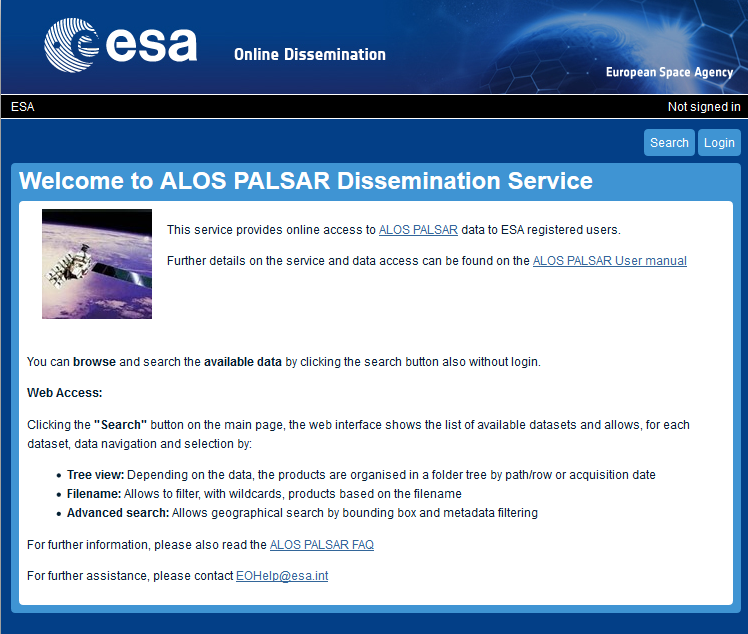 esa
Online Dissemination
European Space Agency
ESA
Not signed in
Search
Login
Welcome to ALOS PALSAR Dissemination Service
This service provides online access to ALOS PALSAR data to ESA registered users.
Further details on the service and data access can be found on the ALOS PALSAR User manual
You can browse and search the available data by clicking the search button also without login.
Web Access:
Clicking the "Search" button on the main page, the web interface shows the list of available datasets and allows, for each
dataset, data navigation and selection by:
• Tree view: Depending on the data, the products are organised in a folder tree by path/row or acquisition date
• Filename: Allows to filter, with wildcards, products based on the filename
• Advanced search: Allows geographical search by bounding box and metadata filtering
For further information, please also read the ALOS PALSAR FAQ
For further assistance, please contact EOHelp@esa.int